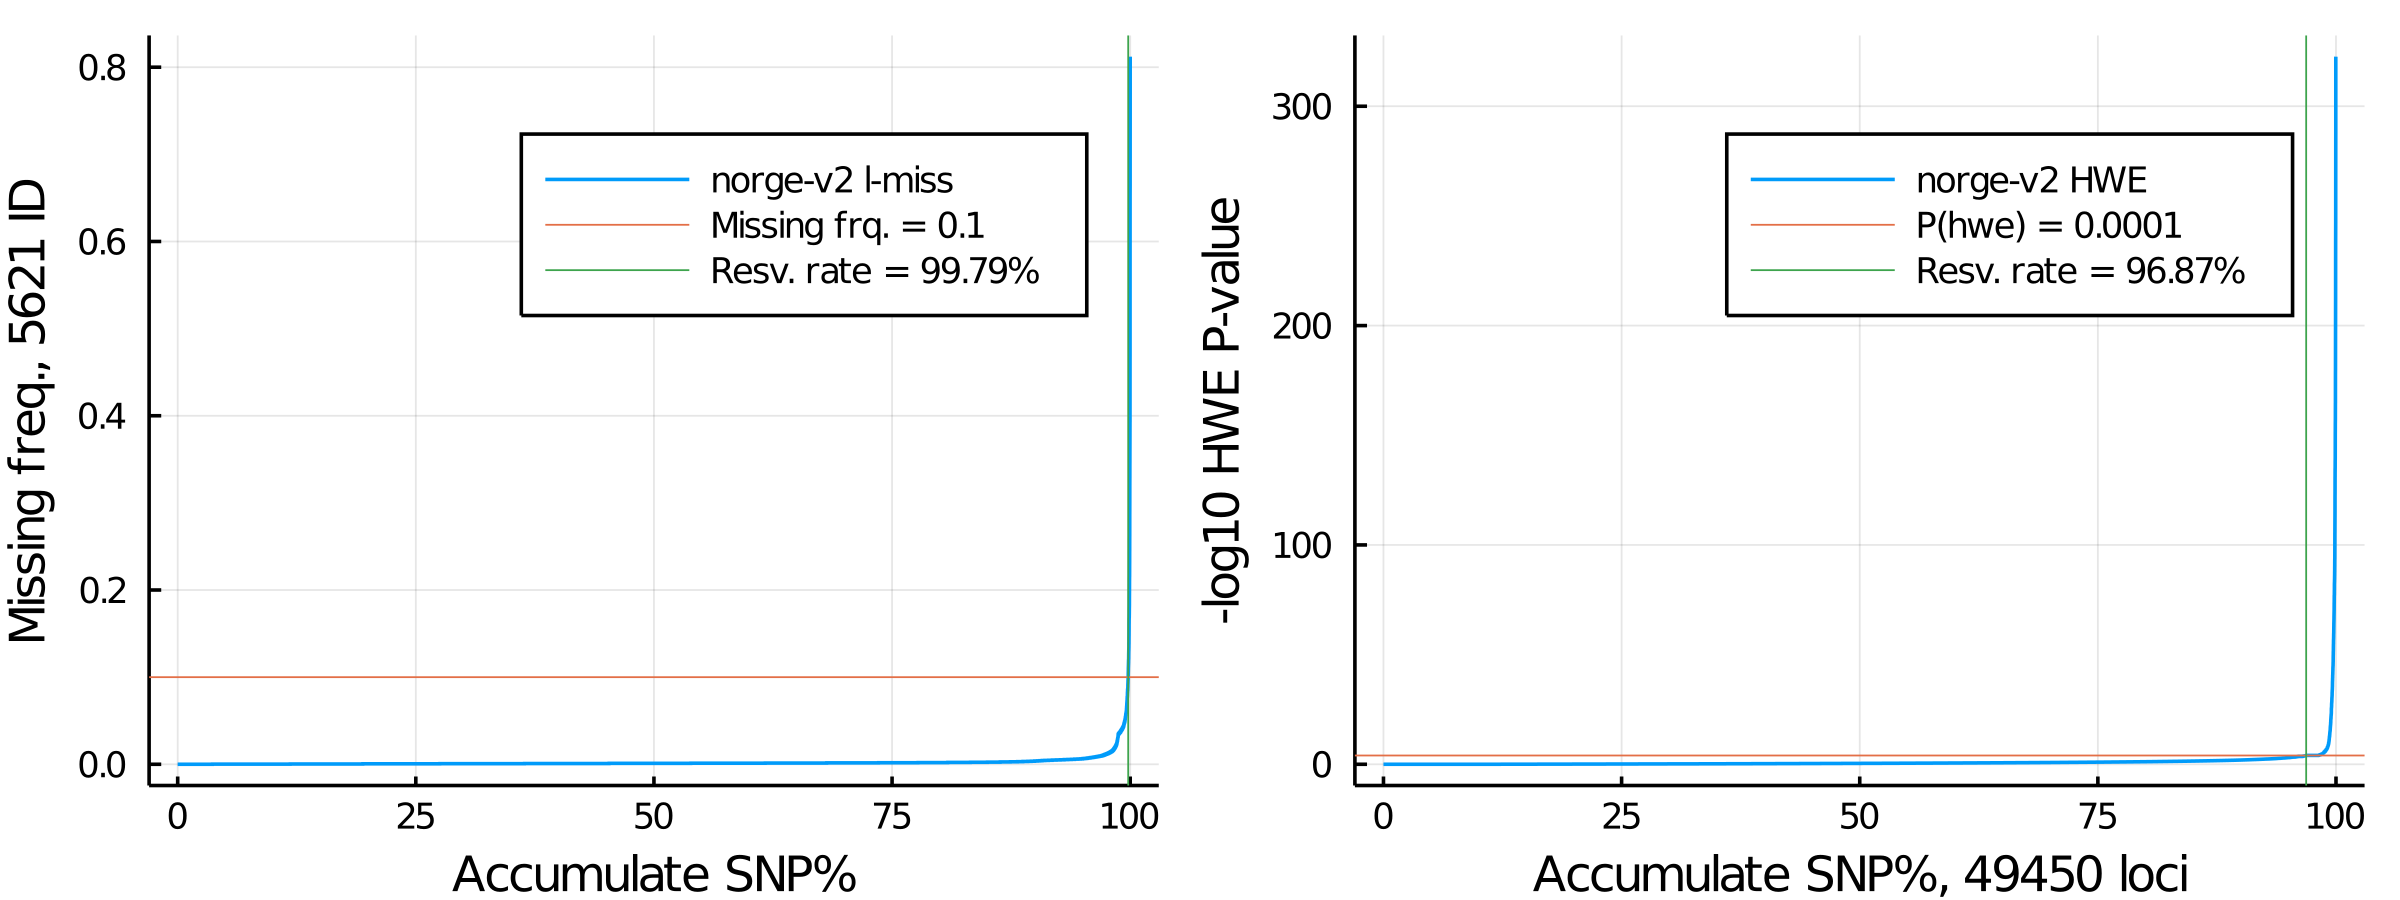 Missing freq., 5621 ID
0.8
0.6
0.4
0.2
0.0
norge-v2 l-miss
Missing frq. = 0.1
Resv. rate = 99.79%
0 25 50 75 100
Accumulate SNP%
-log10 HWE P-value
300
200
100
0
norge-v2 HWE
P(hwe) = 0.0001
Resv. rate = 96.87%
0 25 50 75 100
Accumulate SNP%, 49450 loci